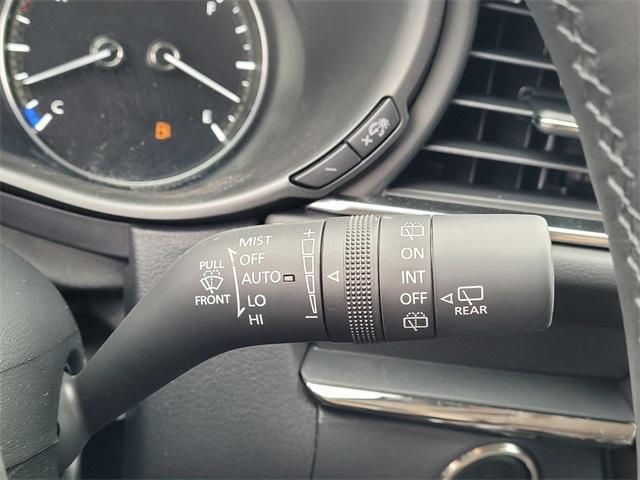 F
C
E
+
−
MIST
OFF
AUTO
LO
HI
PULL
FRONT
+
−
ON
INT
OFF
REAR